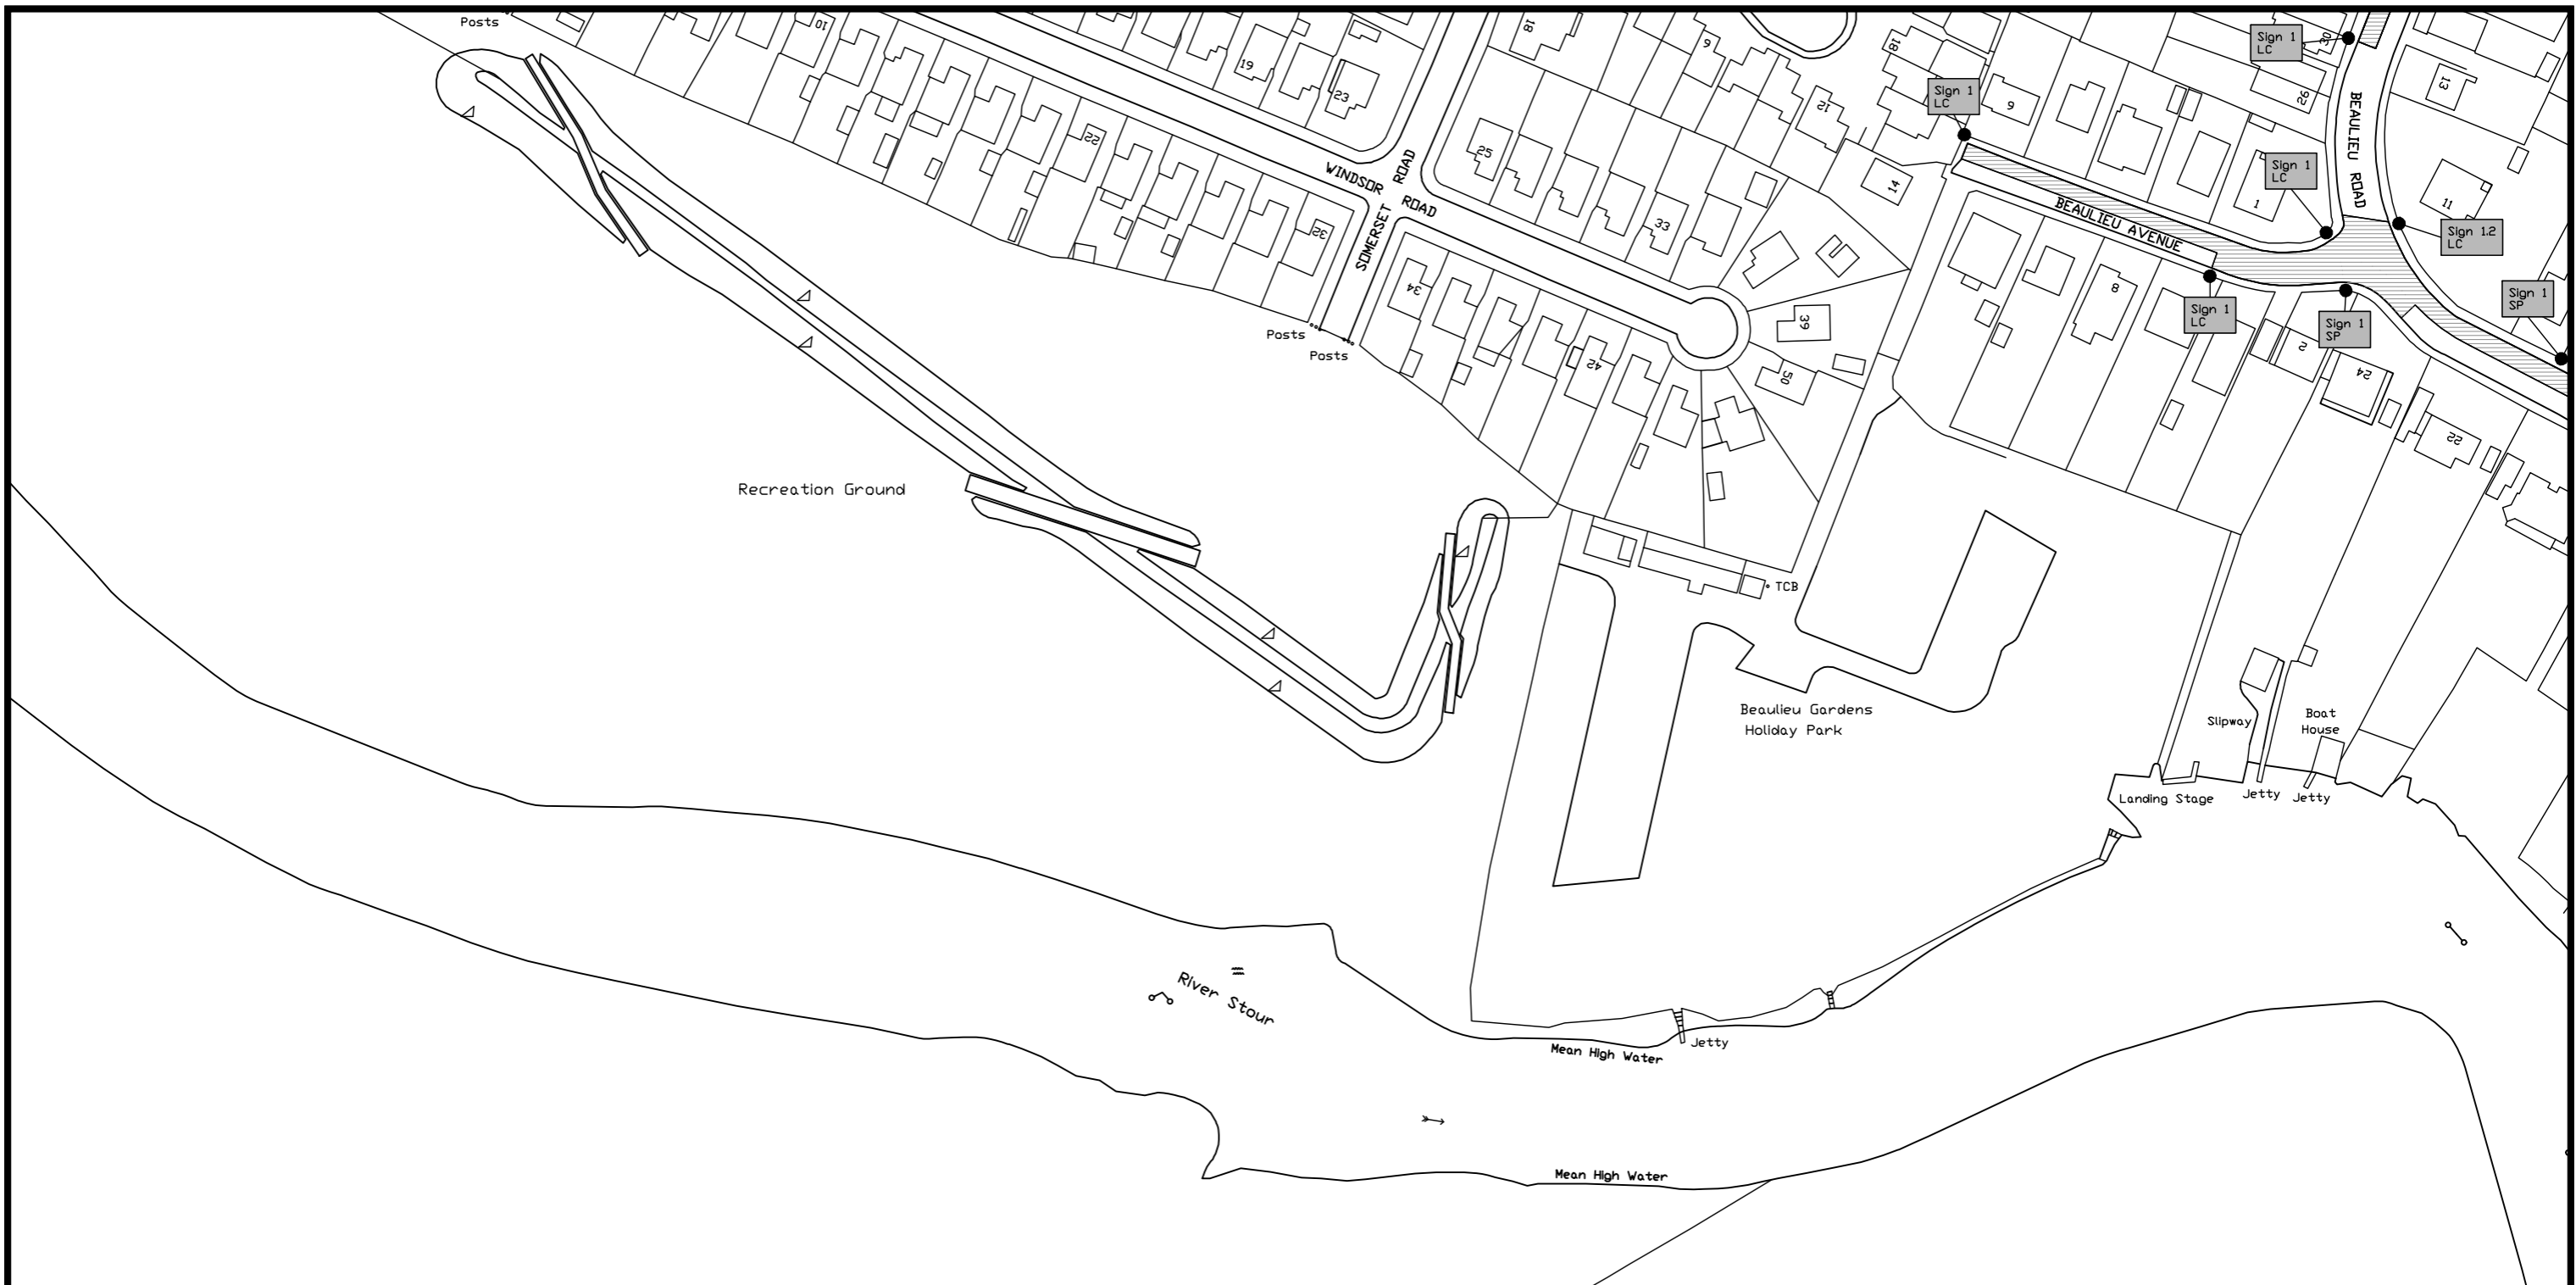 Posts
10
19
23
18
9
18
12
Sign 1
LC
9
Sign 1
LC
30
26
13
BEAULIEU ROAD
Sign 1
LC
1
11
Sign 1.2
LC
22
25
WINDSOR ROAD
SOMERSET ROAD
32
33
14
BEAULIEU AVENUE
34
39
8
Sign 1
LC
Sign 1
SP
Sign 1
SP
Posts
Posts
42
50
2
24
22
Recreation Ground
TCB
Beaulieu Gardens
Holiday Park
Slipway
Boat
House
Landing Stage
Jetty
Jetty
River Stour
Jetty
Mean High Water
Mean High Water